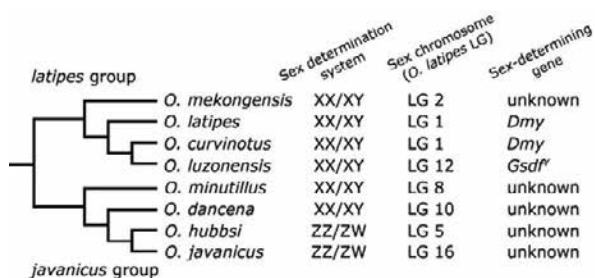 Sex determination system
Sex chromosome (O. latipes LG)
Sex-determining gene
latipes group
O. mekongensis XX/XY LG 2 unknown
O. latipes XX/XY LG 1 Dmy
O. curvinotus XX/XY LG 1 Dmy
O. luzonensis XX/XY LG 12 Gsdfʸ
O. minutillus XX/XY LG 8 unknown
O. dancena XX/XY LG 10 unknown
O. hubbsi ZZ/ZW LG 5 unknown
O. javanicus ZZ/ZW LG 16 unknown
javanicus group